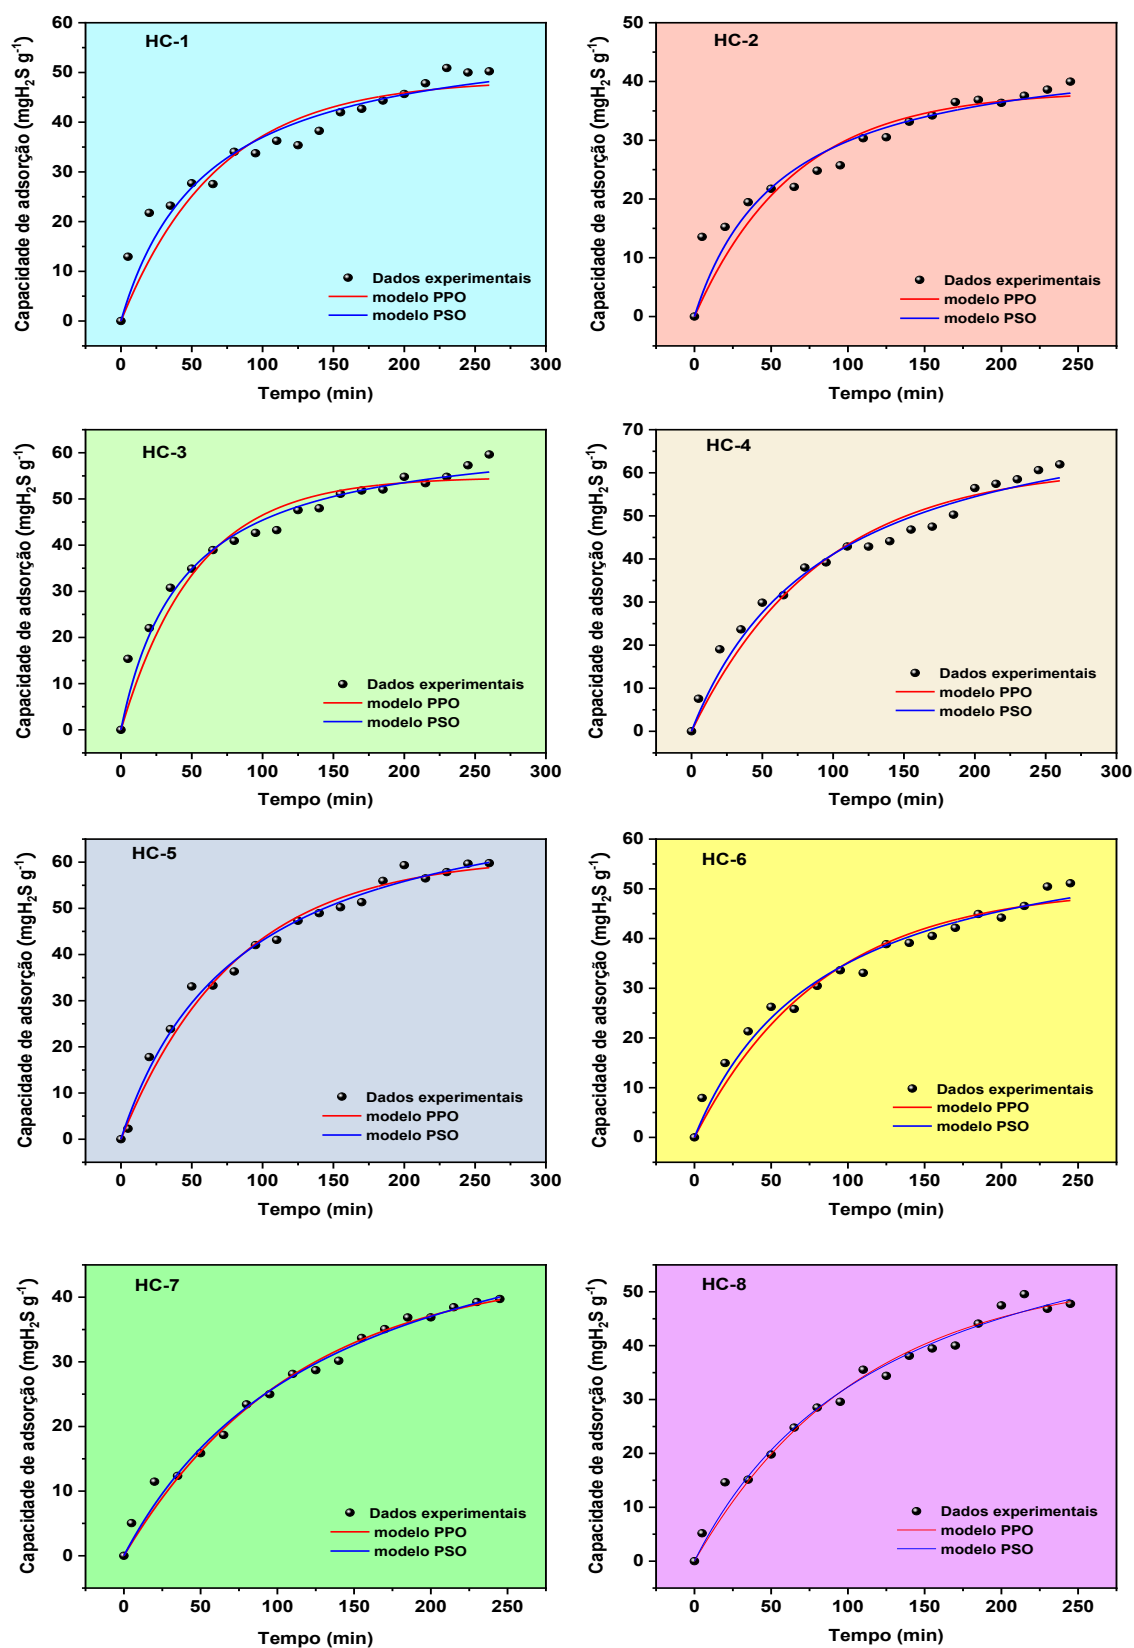 HC-1
Capacidade de adsorção (mgH₂S g⁻¹)
60
50
40
30
20
10
0
Dados experimentais
modelo PPO
modelo PSO
0 50 100 150 200 250 300
Tempo (min)
HC-2
Capacidade de adsorção (mgH₂S g⁻¹)
50
40
30
20
10
0
Dados experimentais
modelo PPO
modelo PSO
0 50 100 150 200 250
Tempo (min)
HC-3
Capacidade de adsorção (mgH₂S g⁻¹)
60
50
40
30
20
10
0
Dados experimentais
modelo PPO
modelo PSO
0 50 100 150 200 250 300
Tempo (min)
HC-4
Capacidade de adsorção (mgH₂S g⁻¹)
70
60
50
40
30
20
10
0
Dados experimentais
modelo PPO
modelo PSO
0 50 100 150 200 250 300
Tempo (min)
HC-5
Capacidade de adsorção (mgH₂S g⁻¹)
60
50
40
30
20
10
0
Dados experimentais
modelo PPO
modelo PSO
0 50 100 150 200 250 300
Tempo (min)
HC-6
Capacidade de adsorção (mgH₂S g⁻¹)
60
50
40
30
20
10
0
Dados experimentais
modelo PPO
modelo PSO
0 50 100 150 200 250
Tempo (min)
HC-7
Capacidade de adsorção (mgH₂S g⁻¹)
40
30
20
10
0
Dados experimentais
modelo PPO
modelo PSO
0 50 100 150 200 250
Tempo (min)
HC-8
Capacidade de adsorção (mgH₂S g⁻¹)
50
40
30
20
10
0
Dados experimentais
modelo PPO
modelo PSO
0 50 100 150 200 250
Tempo (min)